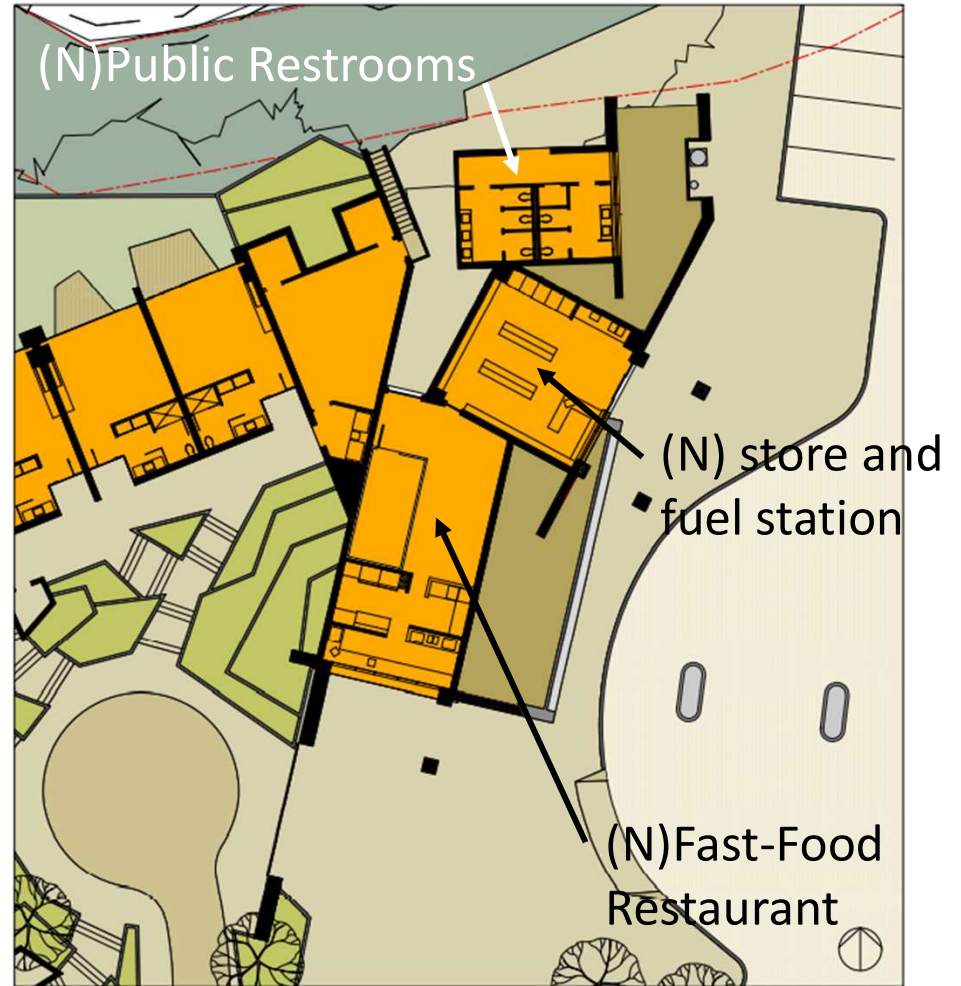 (N)Public Restrooms
(N) store and
fuel station
(N)Fast-Food
Restaurant